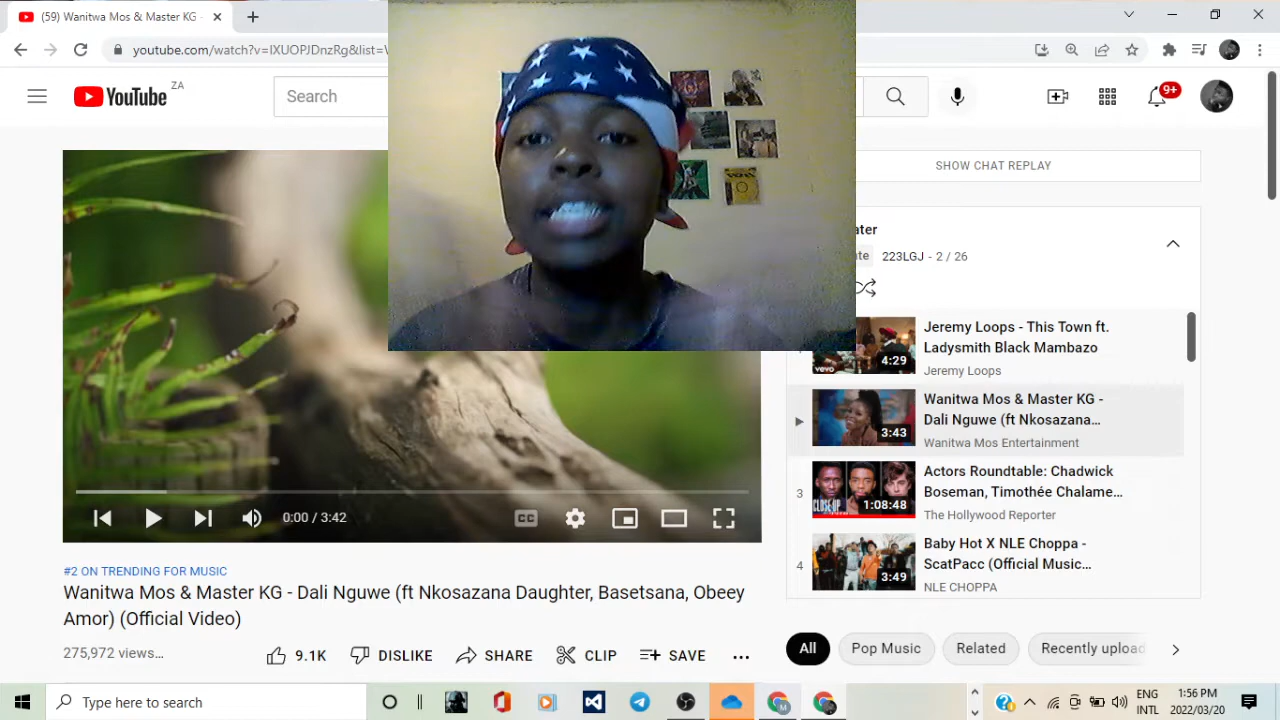 (59) Wanitwa Mos & Master KG -
youtube.com/watch?v=IXUOPJDnzRg&list=
YouTube ZA
Search
9+
SHOW CHAT REPLAY
223LGJ - 2 / 26
Jeremy Loops - This Town ft.
Ladysmith Black Mambazo
Jeremy Loops
4:29
vevo
Wanitwa Mos & Master KG -
Dali Nguwe (ft Nkosazana...
Wanitwa Mos Entertainment
3:43
3
Actors Roundtable: Chadwick
Boseman, Timothée Chalame...
The Hollywood Reporter
1:08:48
CLOSE UP
4
Baby Hot X NLE Choppa -
ScatPacc (Official Music...
NLE CHOPPA
3:49
0:00 / 3:42
CC
#2 ON TRENDING FOR MUSIC
Wanitwa Mos & Master KG - Dali Nguwe (ft Nkosazana Daughter, Basetsana, Obeey
Amor) (Official Video)
275,972 views...
9.1K
DISLIKE
SHARE
CLIP
SAVE
All
Pop Music
Related
Recently upload
Type here to search
ENG
INTL
1:56 PM
2022/03/20